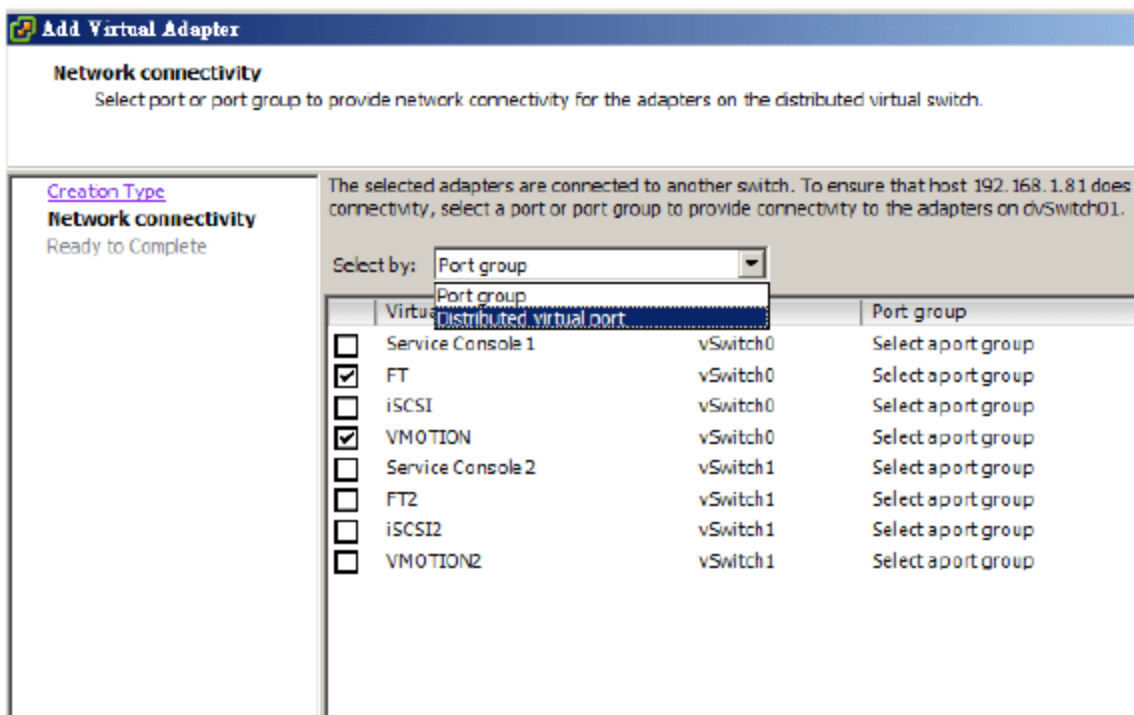 Add Virtual Adapter
Network connectivity
Select port or port group to provide network connectivity for the adapters on the distributed virtual switch.
Creation Type
Network connectivity
Ready to Complete
The selected adapters are connected to another switch. To ensure that host 192.168.1.81 does
connectivity, select a port or port group to provide connectivity to the adapters on dvSwitch01.
Select by: Port group
Port group
Distributed virtual port
Virtu Port group
Service Console 1 vSwitch0 Select a port group
FT vSwitch0 Select a port group
iSCSI vSwitch0 Select a port group
VMOTION vSwitch0 Select a port group
Service Console 2 vSwitch1 Select a port group
FT2 vSwitch1 Select a port group
iSCSI2 vSwitch1 Select a port group
VMOTION2 vSwitch1 Select a port group